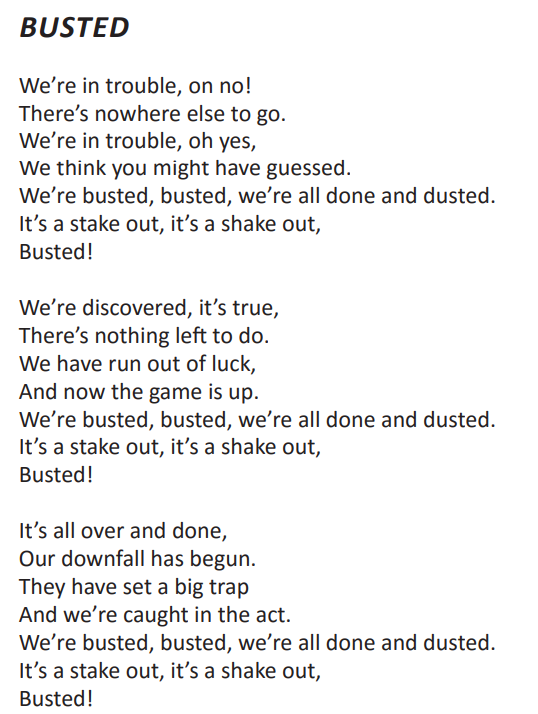 BUSTED
We’re in trouble, on no!
There’s nowhere else to go.
We’re in trouble, oh yes,
We think you might have guessed.
We’re busted, busted, we’re all done and dusted.
It’s a stake out, it’s a shake out,
Busted!
We’re discovered, it’s true,
There’s nothing left to do.
We have run out of luck,
And now the game is up.
We’re busted, busted, we’re all done and dusted.
It’s a stake out, it’s a shake out,
Busted!
It’s all over and done,
Our downfall has begun.
They have set a big trap
And we’re caught in the act.
We’re busted, busted, we’re all done and dusted.
It’s a stake out, it’s a shake out,
Busted!